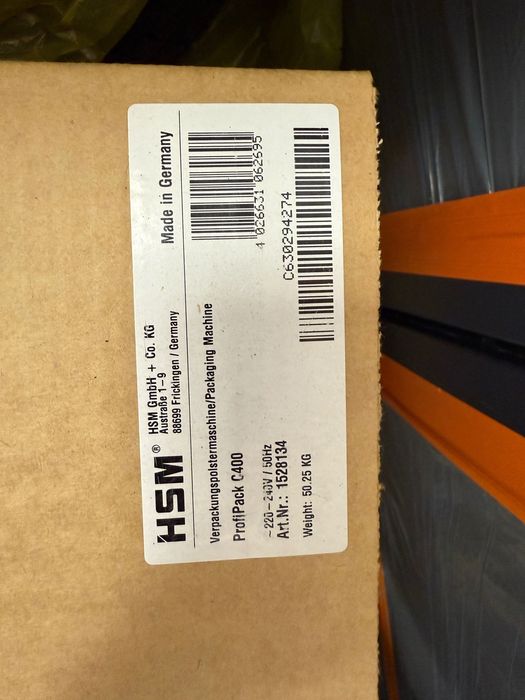 HSM®
HSM GmbH + Co. KG
Austraße 1-9
88699 Frickingen / Germany
Made in Germany
Verpackungspolstermaschine/Packaging Machine
ProfiPack C400
~ 220-240V / 50Hz
Art.Nr.: 1528134
Weight: 50.25 KG
4 026631 062695
C630294274